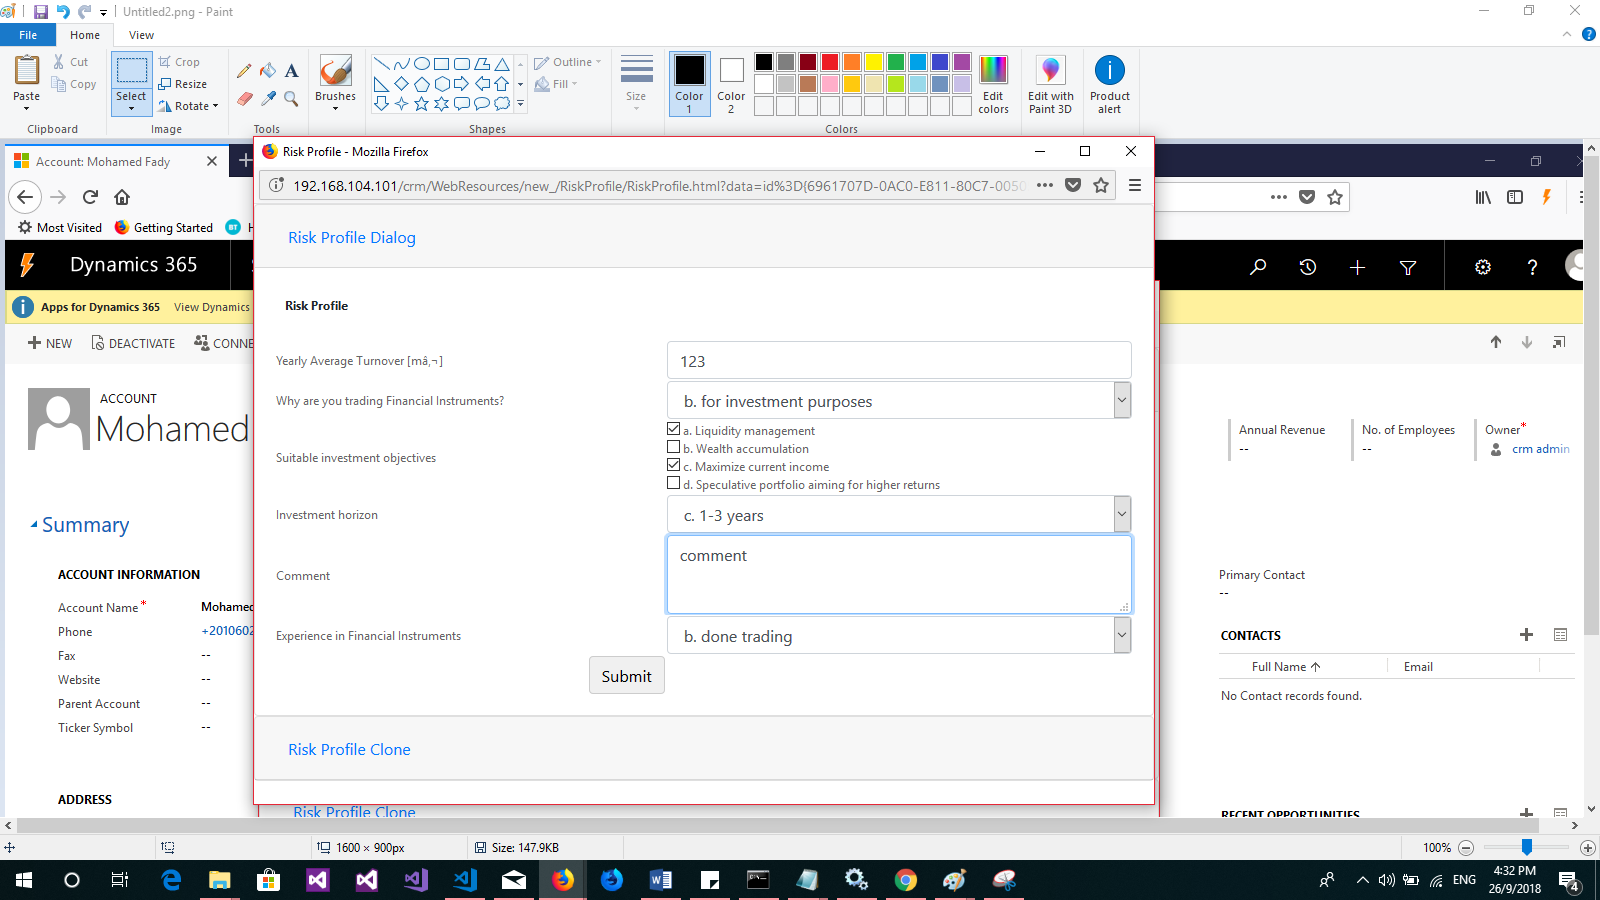 Untitled2.png - Paint
File
Home
View
Paste
Cut
Copy
Clipboard
Select
Crop
Resize
Rotate
Image
A
Tools
Brushes
Outline
Fill
Shapes
Size
Color 1
Color 2
Edit colors
Colors
Edit with Paint 3D
Product alert
Risk Profile - Mozilla Firefox
Account: Mohamed Fady
192.168.104.101/crm/WebResources/new_/RiskProfile/RiskProfile.html?data=id%3D{6961707D-0AC0-E811-80C7-0050
Most Visited
Getting Started
BT
Dynamics 365
Apps for Dynamics 365
View Dynamics
NEW
DEACTIVATE
CONNE
ACCOUNT
Mohamed
Annual Revenue
--
No. of Employees
--
Owner*
crm admin
Summary
ACCOUNT INFORMATION
Account Name*
Mohamed
Phone
+2010602
Fax
--
Website
--
Parent Account
--
Ticker Symbol
--
ADDRESS
Risk Profile Dialog
Risk Profile
Yearly Average Turnover [mâ‚¬]
123
Why are you trading Financial Instruments?
b. for investment purposes
Suitable investment objectives
a. Liquidity management
b. Wealth accumulation
c. Maximize current income
d. Speculative portfolio aiming for higher returns
Investment horizon
c. 1-3 years
Comment
comment
Experience in Financial Instruments
b. done trading
Submit
Risk Profile Clone
Risk Profile Clone
Primary Contact
--
CONTACTS
Full Name
Email
No Contact records found.
RECENT OPPORTUNITIES
1600 × 900px
Size: 147.9KB
100%
ENG
4:32 PM
26/9/2018
4